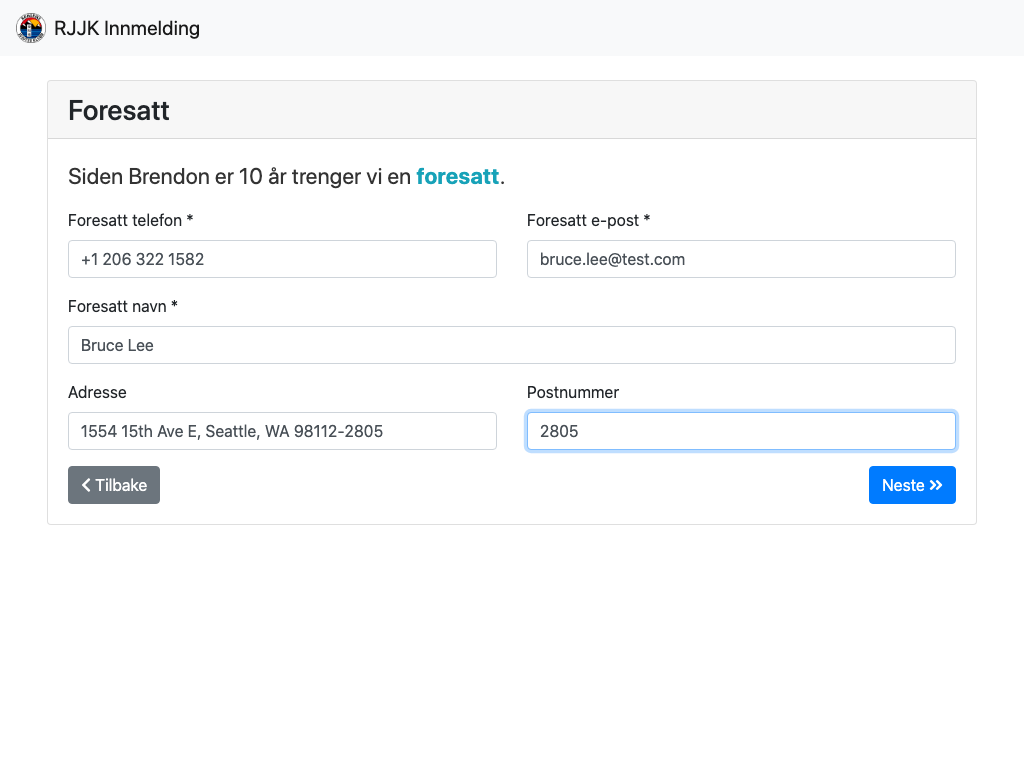 RJJK Innmelding
Foresatt
Siden Brendon er 10 år trenger vi en foresatt.
Foresatt telefon *
Foresatt e-post *
+1 206 322 1582
bruce.lee@test.com
Foresatt navn *
Bruce Lee
Adresse
Postnummer
1554 15th Ave E, Seattle, WA 98112-2805
2805
Tilbake
Neste